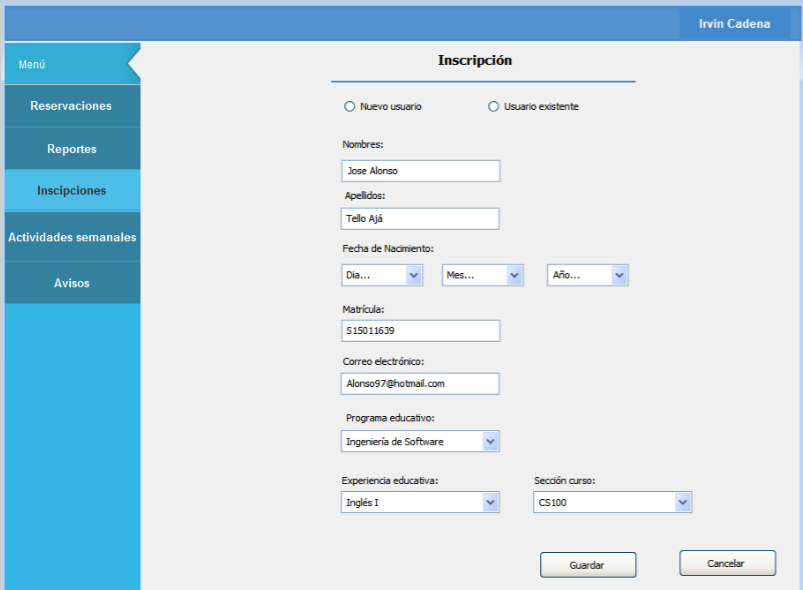 Irvin Cadena
Menú
Reservaciones
Reportes
Inscipciones
Actividades semanales
Avisos
Inscripción
Nuevo usuario Usuario existente
Nombres:
Jose Alonso
Apellidos:
Tello Ajá
Fecha de Nacimiento:
Dia... Mes... Año...
Matrícula:
S15011639
Correo electrónico:
Alonso97@hotmail.com
Programa educativo:
Ingeniería de Software
Experiencia educativa: Sección curso:
Inglés I CS100
Guardar Cancelar